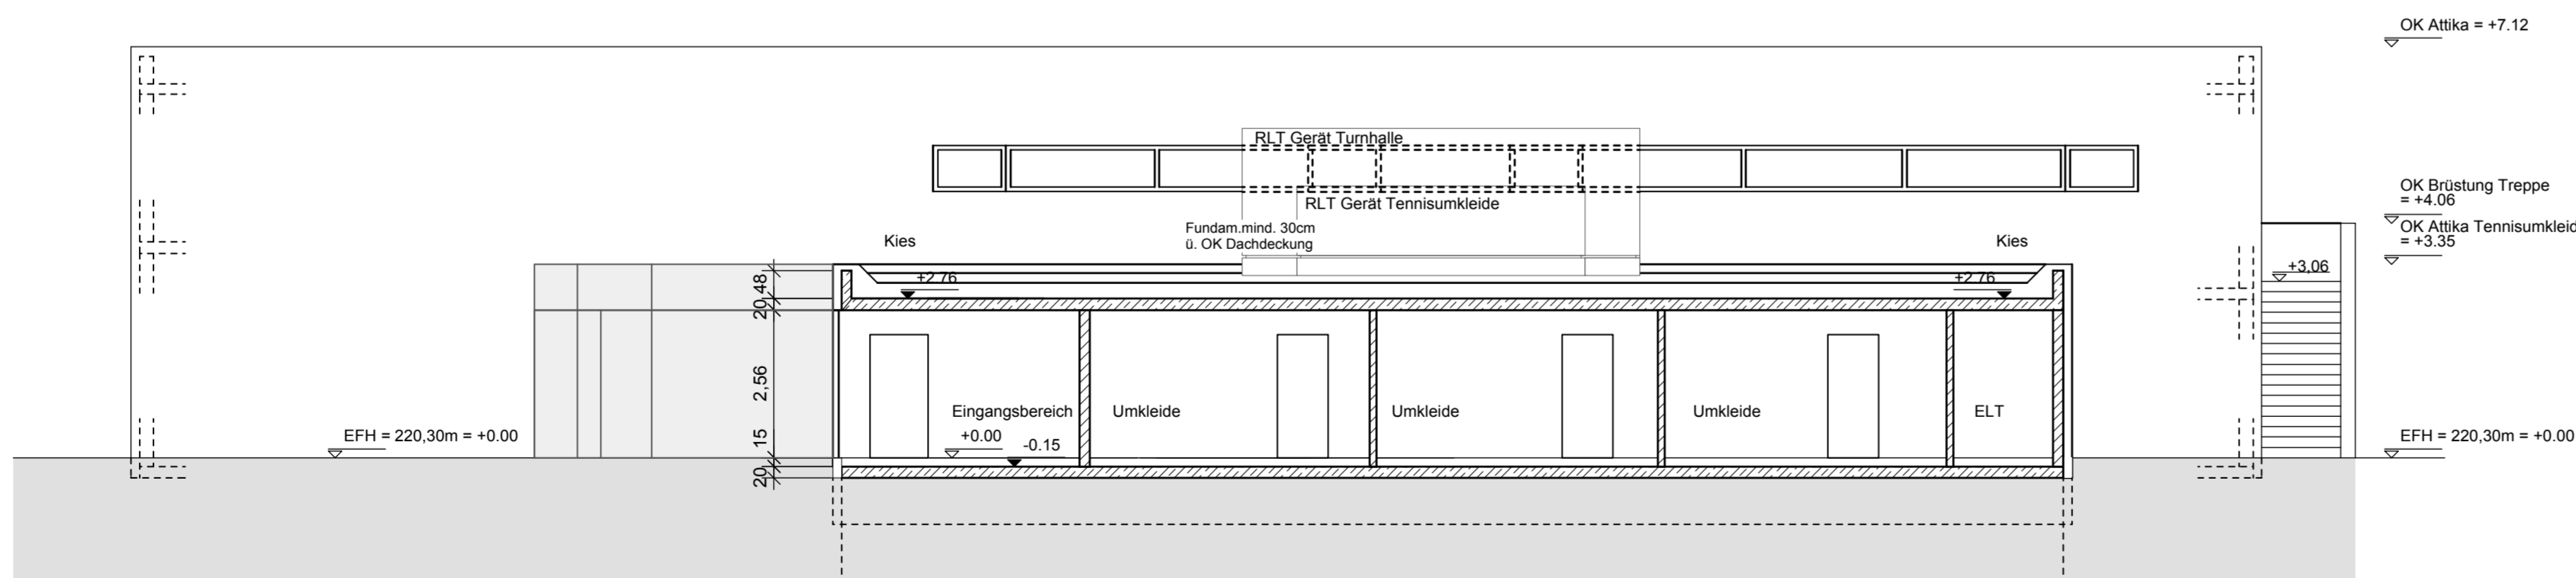 OK Attika = +7.12
RLT Gerät Turnhalle
OK Brüstung Treppe
= +4.06
RLT Gerät Tennisumkleide
Fundam.mind. 30cm
ü. OK Dachdeckung
OK Attika Tennisumkleid
= +3.35
Kies
Kies
+3,06
+2.76
+2.76
48
20
2,56
15
20
Eingangsbereich
Umkleide
Umkleide
Umkleide
ELT
EFH = 220,30m = +0.00
+0.00
-0.15
EFH = 220,30m = +0.00